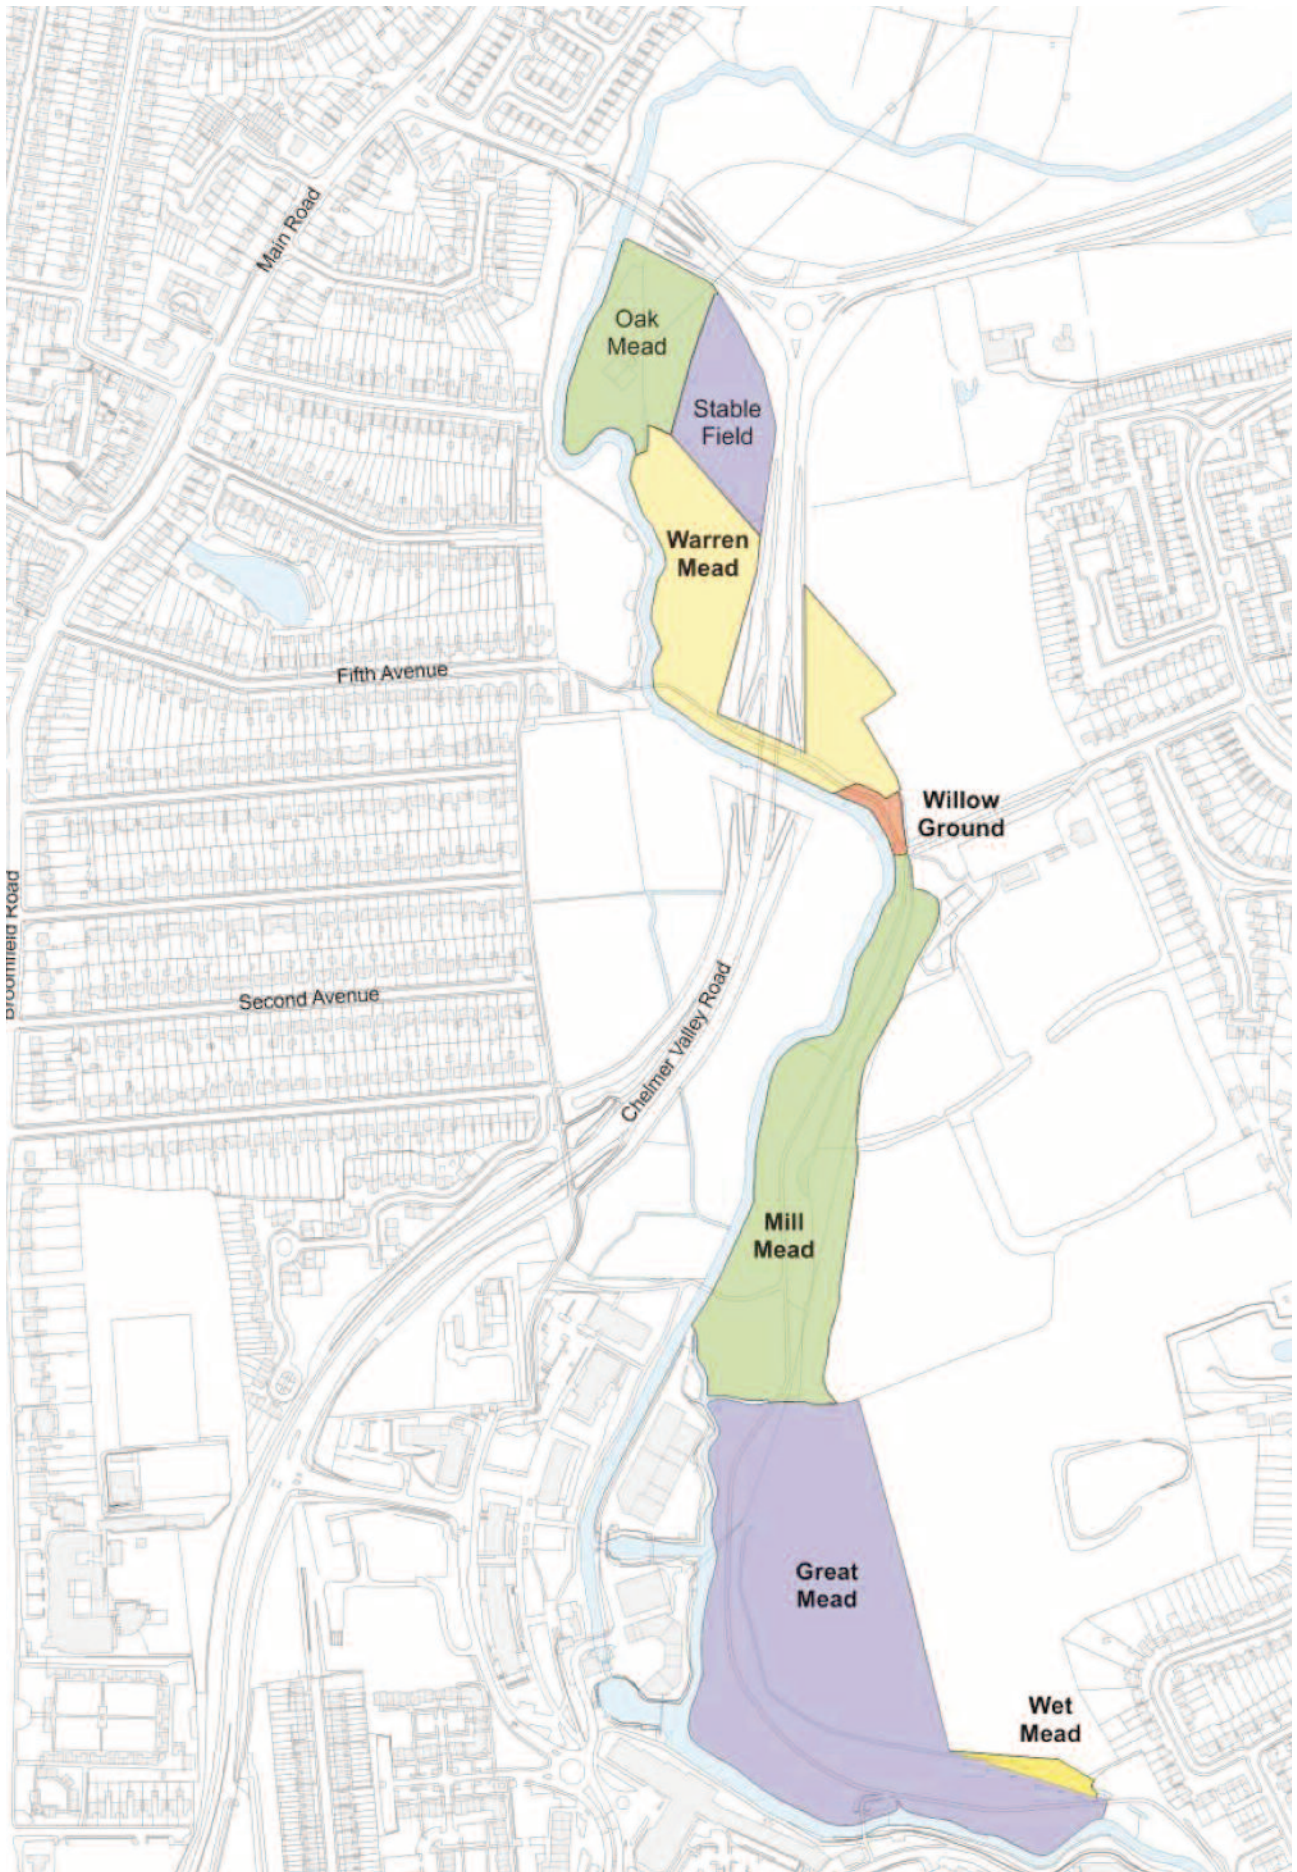 Main Road
Oak
Mead
Stable
Field
Warren
Mead
Fifth Avenue
Willow
Ground
Broomfield Road
Second Avenue
Chelmer Valley Road
Mill
Mead
Great
Mead
Wet
Mead